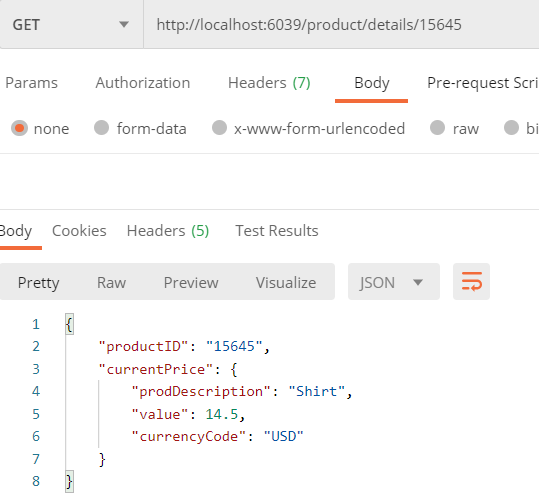 GET http://localhost:6039/product/details/15645
Params Authorization Headers (7) Body Pre-request Scri
none form-data x-www-form-urlencoded raw bi
Body Cookies Headers (5) Test Results
Pretty Raw Preview Visualize JSON
1 {
2 "productID": "15645",
3 "currentPrice": {
4 "prodDescription": "Shirt",
5 "value": 14.5,
6 "currencyCode": "USD"
7 }
8 }